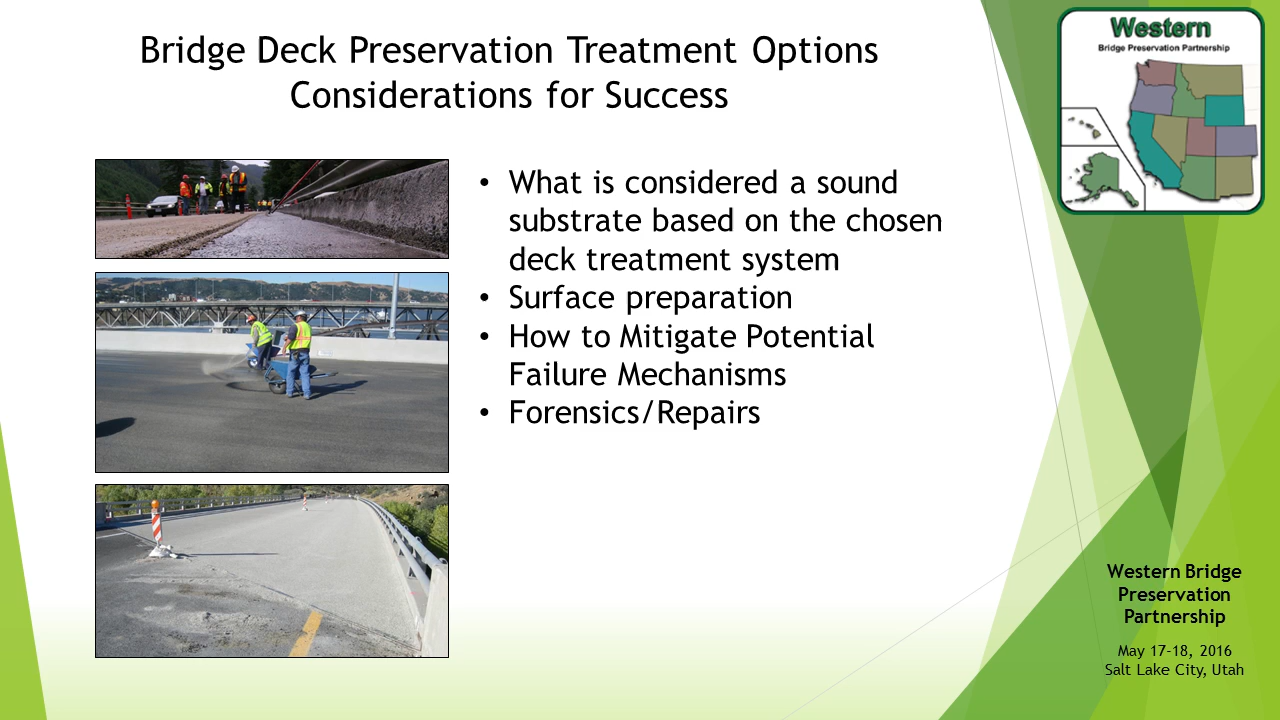 Bridge Deck Preservation Treatment Options
Considerations for Success
Western
Bridge Preservation Partnership
• What is considered a sound
substrate based on the chosen
deck treatment system
• Surface preparation
• How to Mitigate Potential
Failure Mechanisms
• Forensics/Repairs
Western Bridge
Preservation
Partnership
May 17-18, 2016
Salt Lake City, Utah